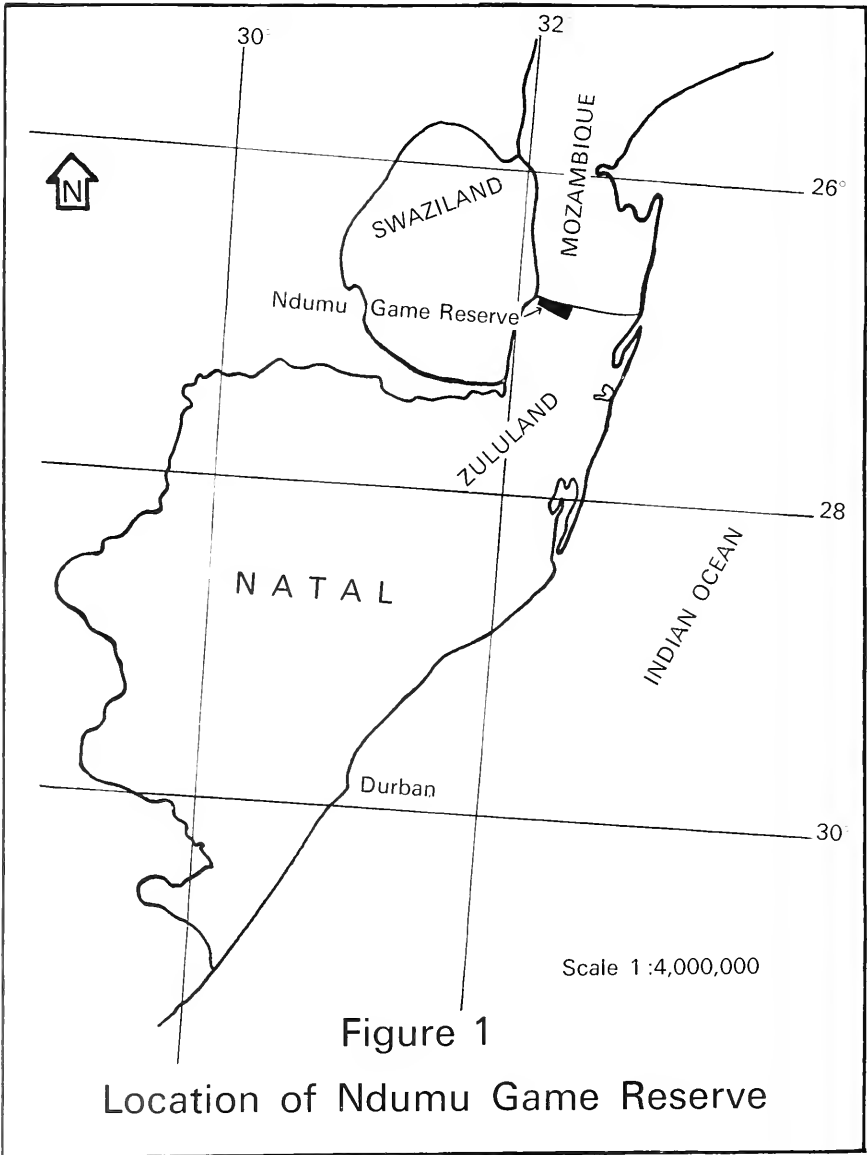 30°
32°
MOZAMBIQUE
26°
N
SWAZILAND
Ndumu Game Reserve
ZULULAND
28
NATAL
INDIAN OCEAN
Durban
30°
Scale 1:4,000,000
Figure 1
Location of Ndumu Game Reserve